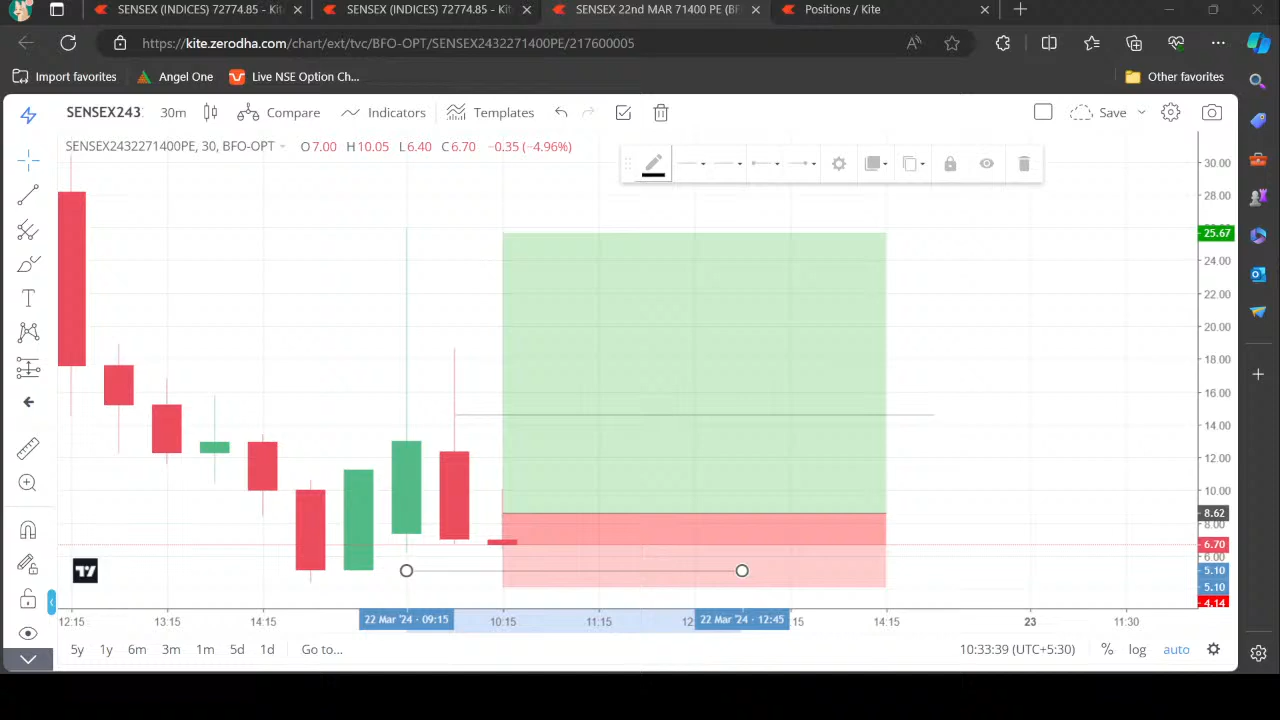 SENSEX (INDICES) 72774.85 - Kit
SENSEX (INDICES) 72774.85 - Kit
SENSEX 22nd MAR 71400 PE (BF
Positions / Kite
https://kite.zerodha.com/chart/ext/tvc/BFO-OPT/SENSEX2432271400PE/217600005
Import favorites
Angel One
Live NSE Option Ch...
Other favorites
SENSEX243
30m
Compare
Indicators
Templates
Save
SENSEX2432271400PE, 30, BFO-OPT
O7.00 H10.05 L6.40 C6.70 −0.35 (−4.96%)
30.00
28.00
25.67
24.00
22.00
20.00
18.00
16.00
14.00
12.00
10.00
8.62
8.00
6.70
6.00
5.10
5.10
4.14
12:15
13:15
14:15
22 Mar '24 · 09:15
10:15
11:15
12:
22 Mar '24 · 12:45
:15
14:15
23
11:30
5y 1y 6m 3m 1m 5d 1d Go to...
10:33:39 (UTC+5:30) % log auto